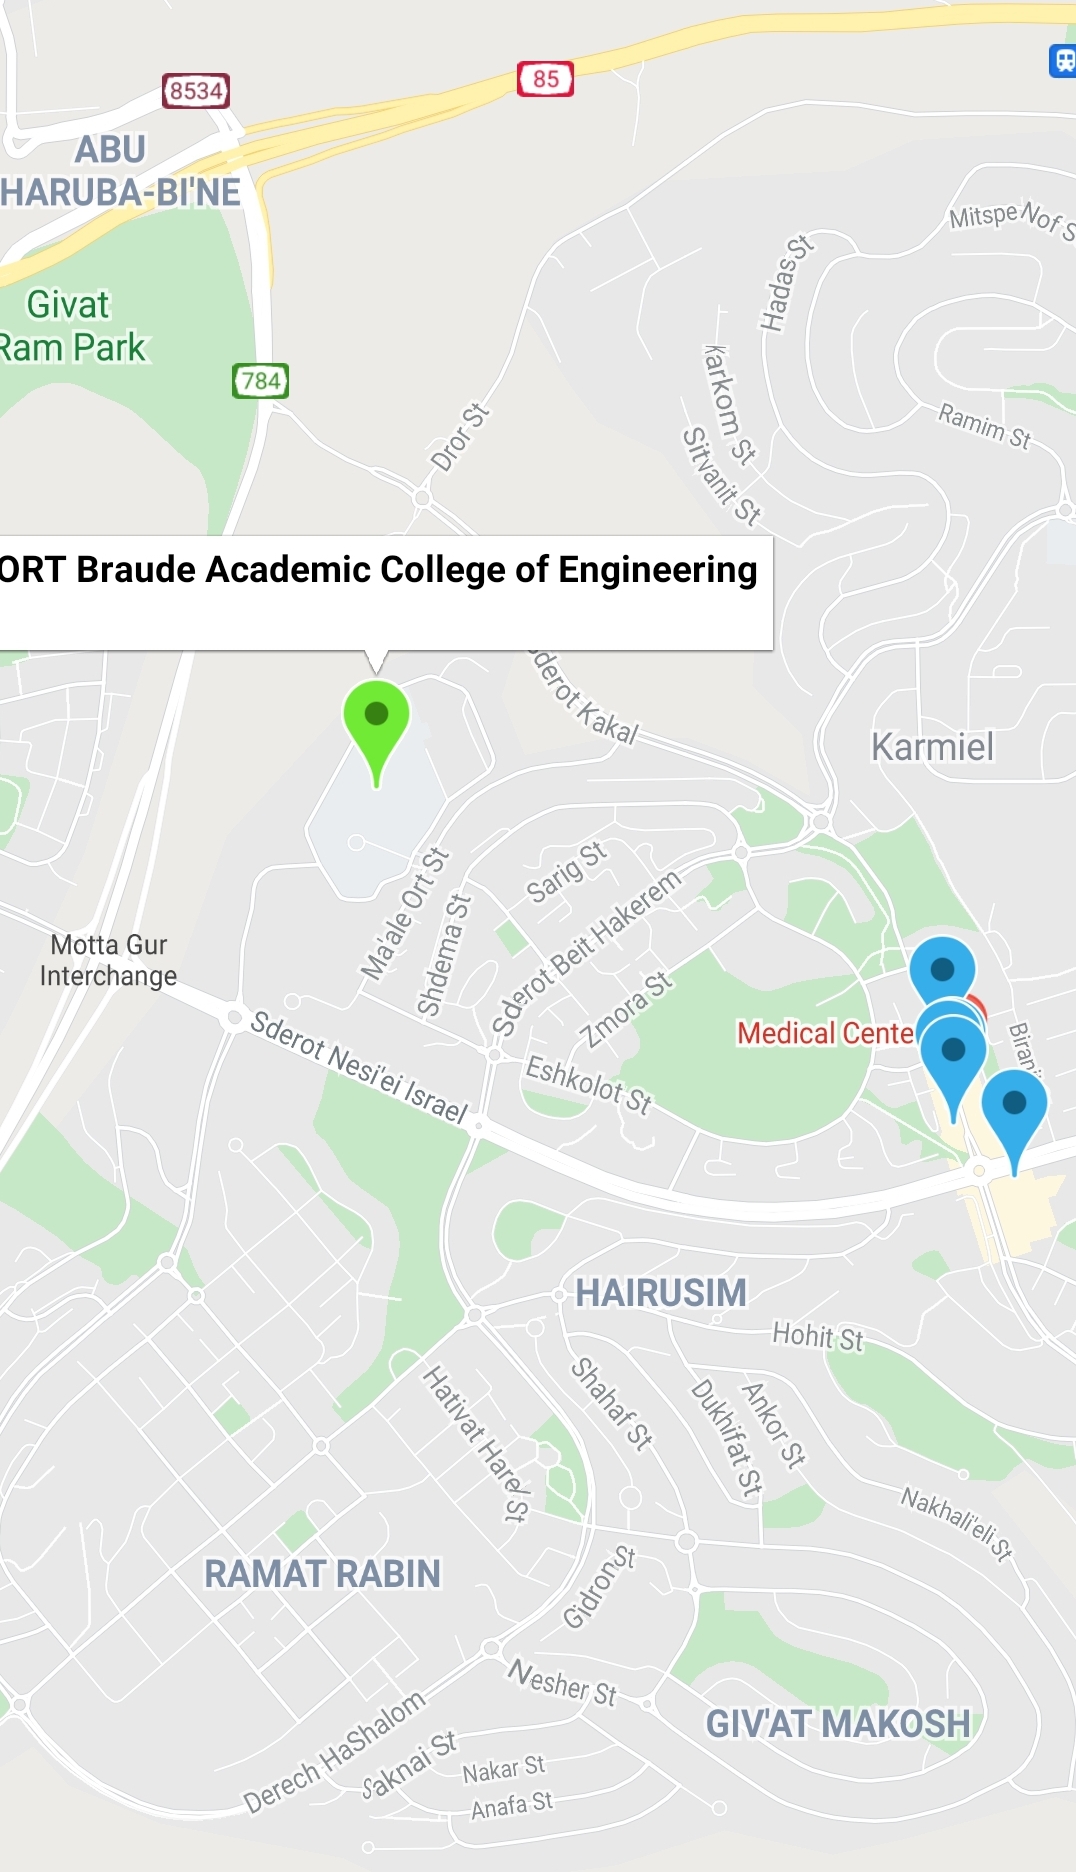 85
8534
ABU
HARUBA-BI'NE
Mitspe Nof S
Hadas St
Givat
Ram Park
784
Karkom St
Dror St
Ramim St
Sitvanit St
ORT Braude Academic College of Engineering
Sderot Kakal
Karmiel
Sarig St
Ma'ale Ort St
Shdema St
Sderot Beit Hakerem
Motta Gur
Interchange
Zmora St
Medical Cente
Sderot Nesi'ei Israel
Eshkolot St
HAIRUSIM
Hohit St
Shahaf St
Hativat Harel St
Dukhifat St
Ankor St
Nakhali'eli St
RAMAT RABIN
Gidron St
Nesher St
GIV'AT MAKOSH
Derech HaShalom
Saknai St
Nakar St
Anafa St